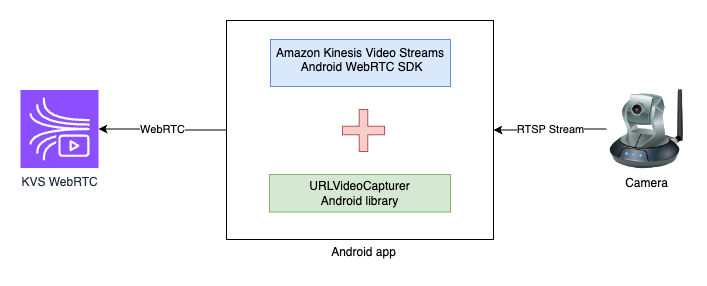 Amazon Kinesis Video Streams
Android WebRTC SDK
WebRTC
RTSP Stream
KVS WebRTC
URLVideoCapturer
Android library
Camera
Android app